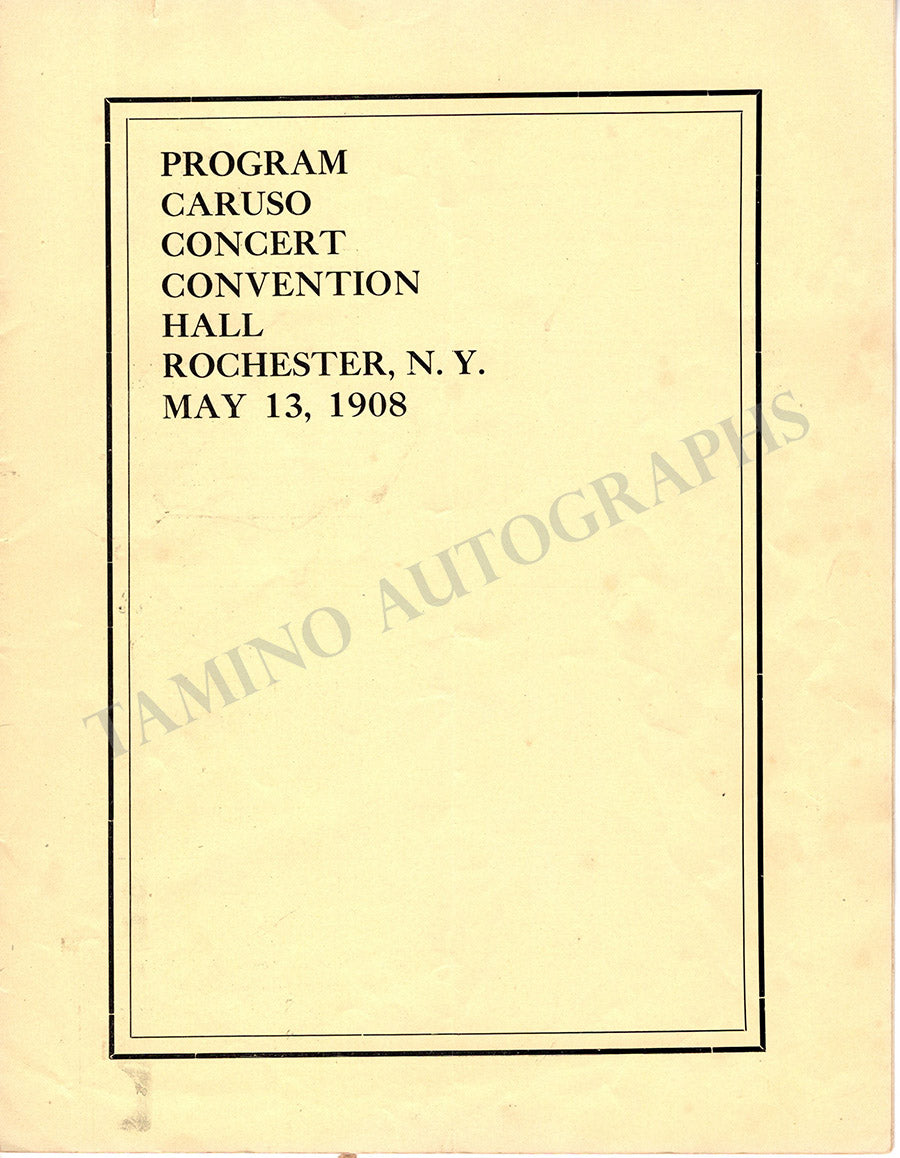 PROGRAM
CARUSO
CONCERT
CONVENTION
HALL
ROCHESTER, N. Y.
MAY 13, 1908
TAMINO AUTOGRAPHS